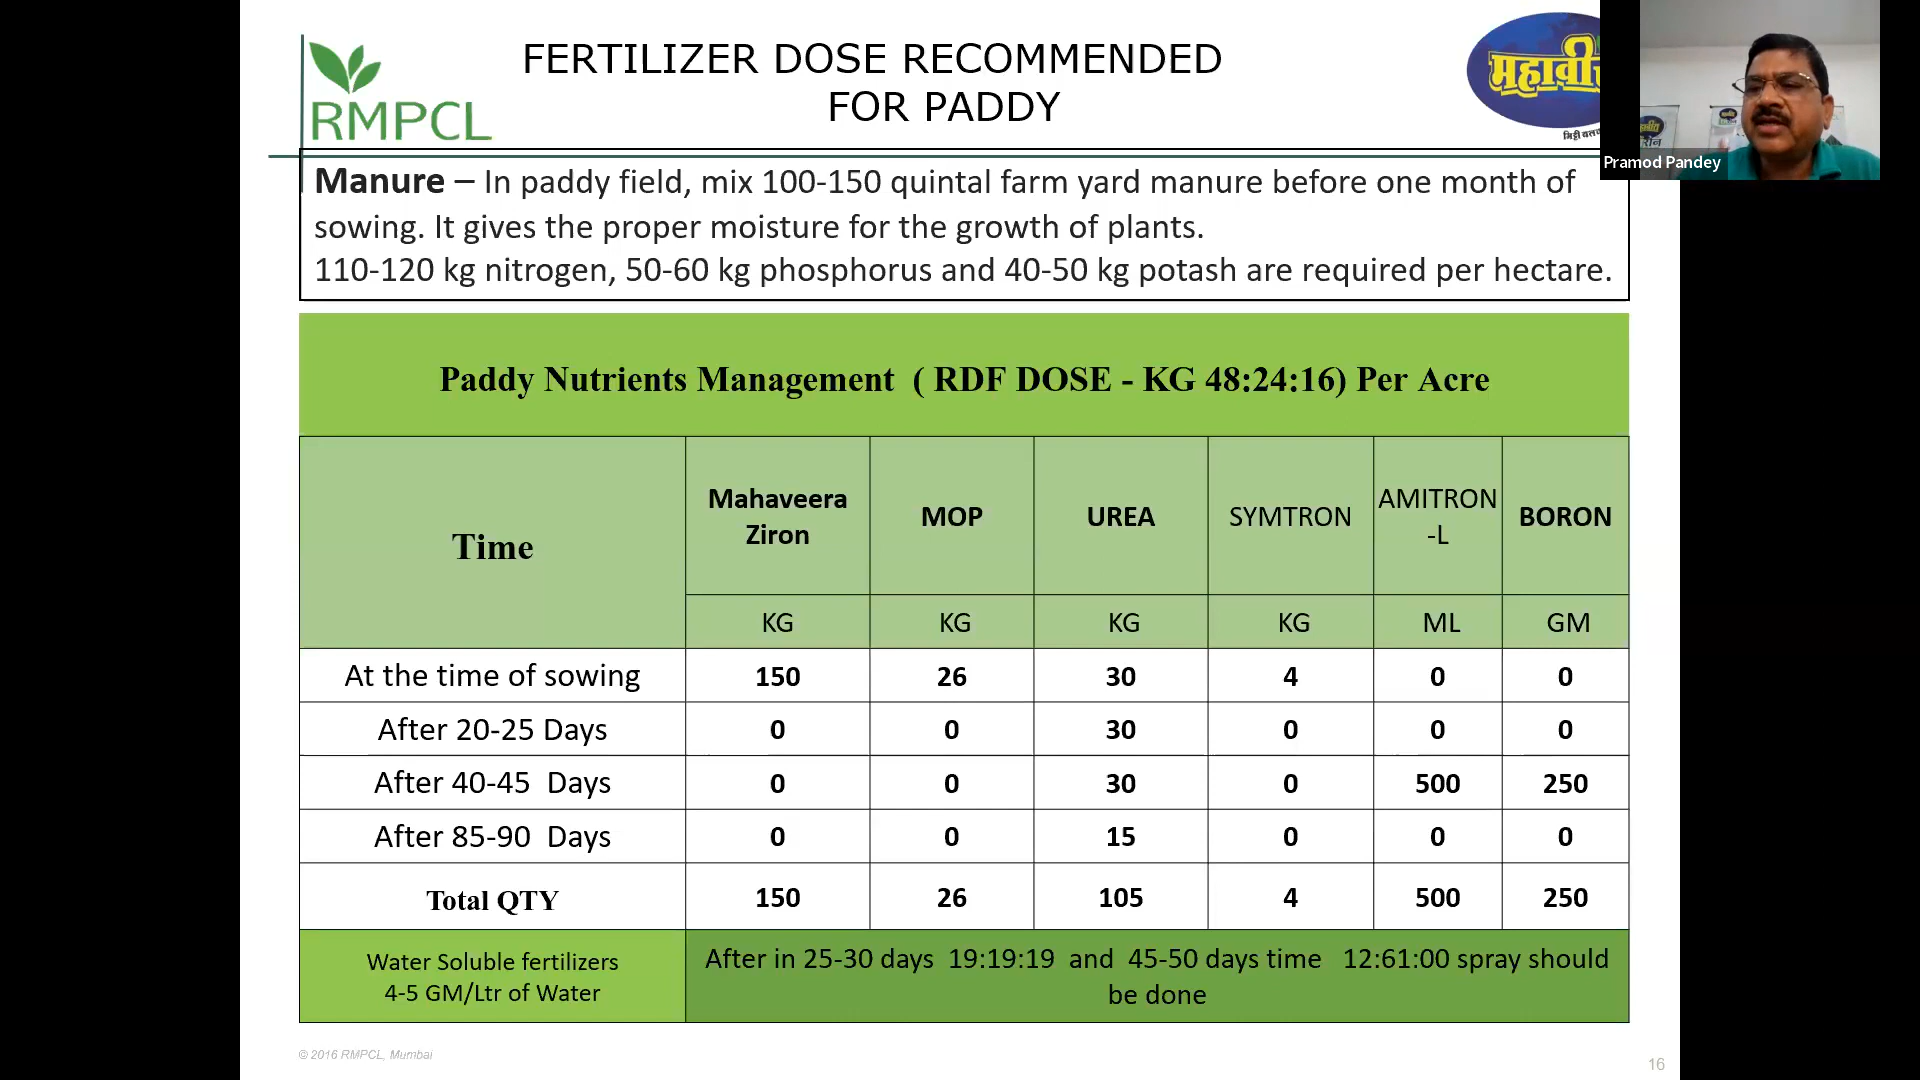 FERTILIZER DOSE RECOMMENDED
FOR PADDY
RMPCL
Pramod Pandey
Manure – In paddy field, mix 100-150 quintal farm yard manure before one month of
sowing. It gives the proper moisture for the growth of plants.
110-120 kg nitrogen, 50-60 kg phosphorus and 40-50 kg potash are required per hectare.
Paddy Nutrients Management ( RDF DOSE - KG 48:24:16) Per Acre
Time Mahaveera Ziron MOP UREA SYMTRON AMITRON -L BORON
KG KG KG KG ML GM
At the time of sowing 150 26 30 4 0 0
After 20-25 Days 0 0 30 0 0 0
After 40-45 Days 0 0 30 0 500 250
After 85-90 Days 0 0 15 0 0 0
Total QTY 150 26 105 4 500 250
Water Soluble fertilizers
4-5 GM/Ltr of Water
After in 25-30 days 19:19:19 and 45-50 days time 12:61:00 spray should
be done
© 2016 RMPCL, Mumbai
16